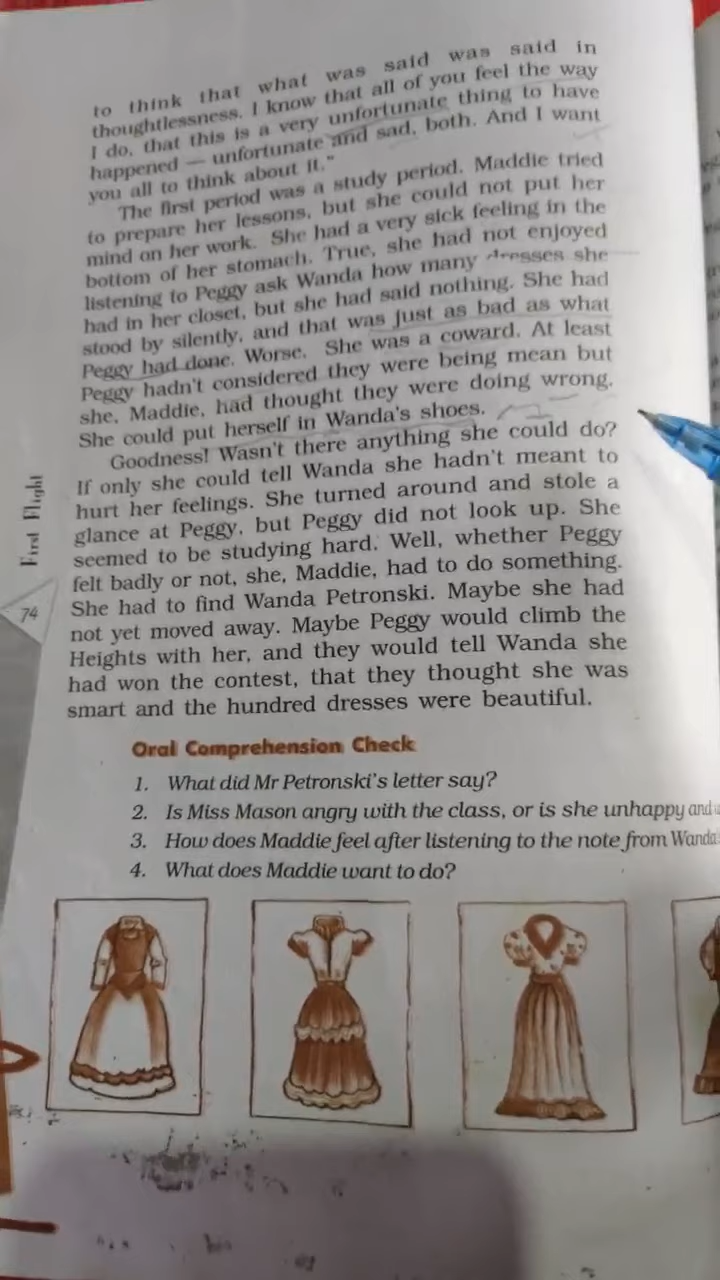 to think that what was said was said in
thoughtlessness. I know that all of you feel the way
I do, that this is a very unfortunate thing to have
happened — unfortunate and sad, both. And I want
you all to think about it."
The first period was a study period. Maddie tried
to prepare her lessons, but she could not put her
mind on her work. She had a very sick feeling in the
bottom of her stomach. True, she had not enjoyed
listening to Peggy ask Wanda how many dresses she
had in her closet, but she had said nothing. She had
stood by silently, and that was just as bad as what
Peggy had done. Worse. She was a coward. At least
Peggy hadn't considered they were being mean but
she, Maddie, had thought they were doing wrong.
She could put herself in Wanda's shoes.
Goodness! Wasn't there anything she could do?
If only she could tell Wanda she hadn't meant to
hurt her feelings. She turned around and stole a
glance at Peggy, but Peggy did not look up. She
seemed to be studying hard. Well, whether Peggy
felt badly or not, she, Maddie, had to do something.
She had to find Wanda Petronski. Maybe she had
not yet moved away. Maybe Peggy would climb the
Heights with her, and they would tell Wanda she
had won the contest, that they thought she was
smart and the hundred dresses were beautiful.
First Flight
74
Oral Comprehension Check
1. What did Mr Petronski's letter say?
2. Is Miss Mason angry with the class, or is she unhappy and
3. How does Maddie feel after listening to the note from Wanda
4. What does Maddie want to do?